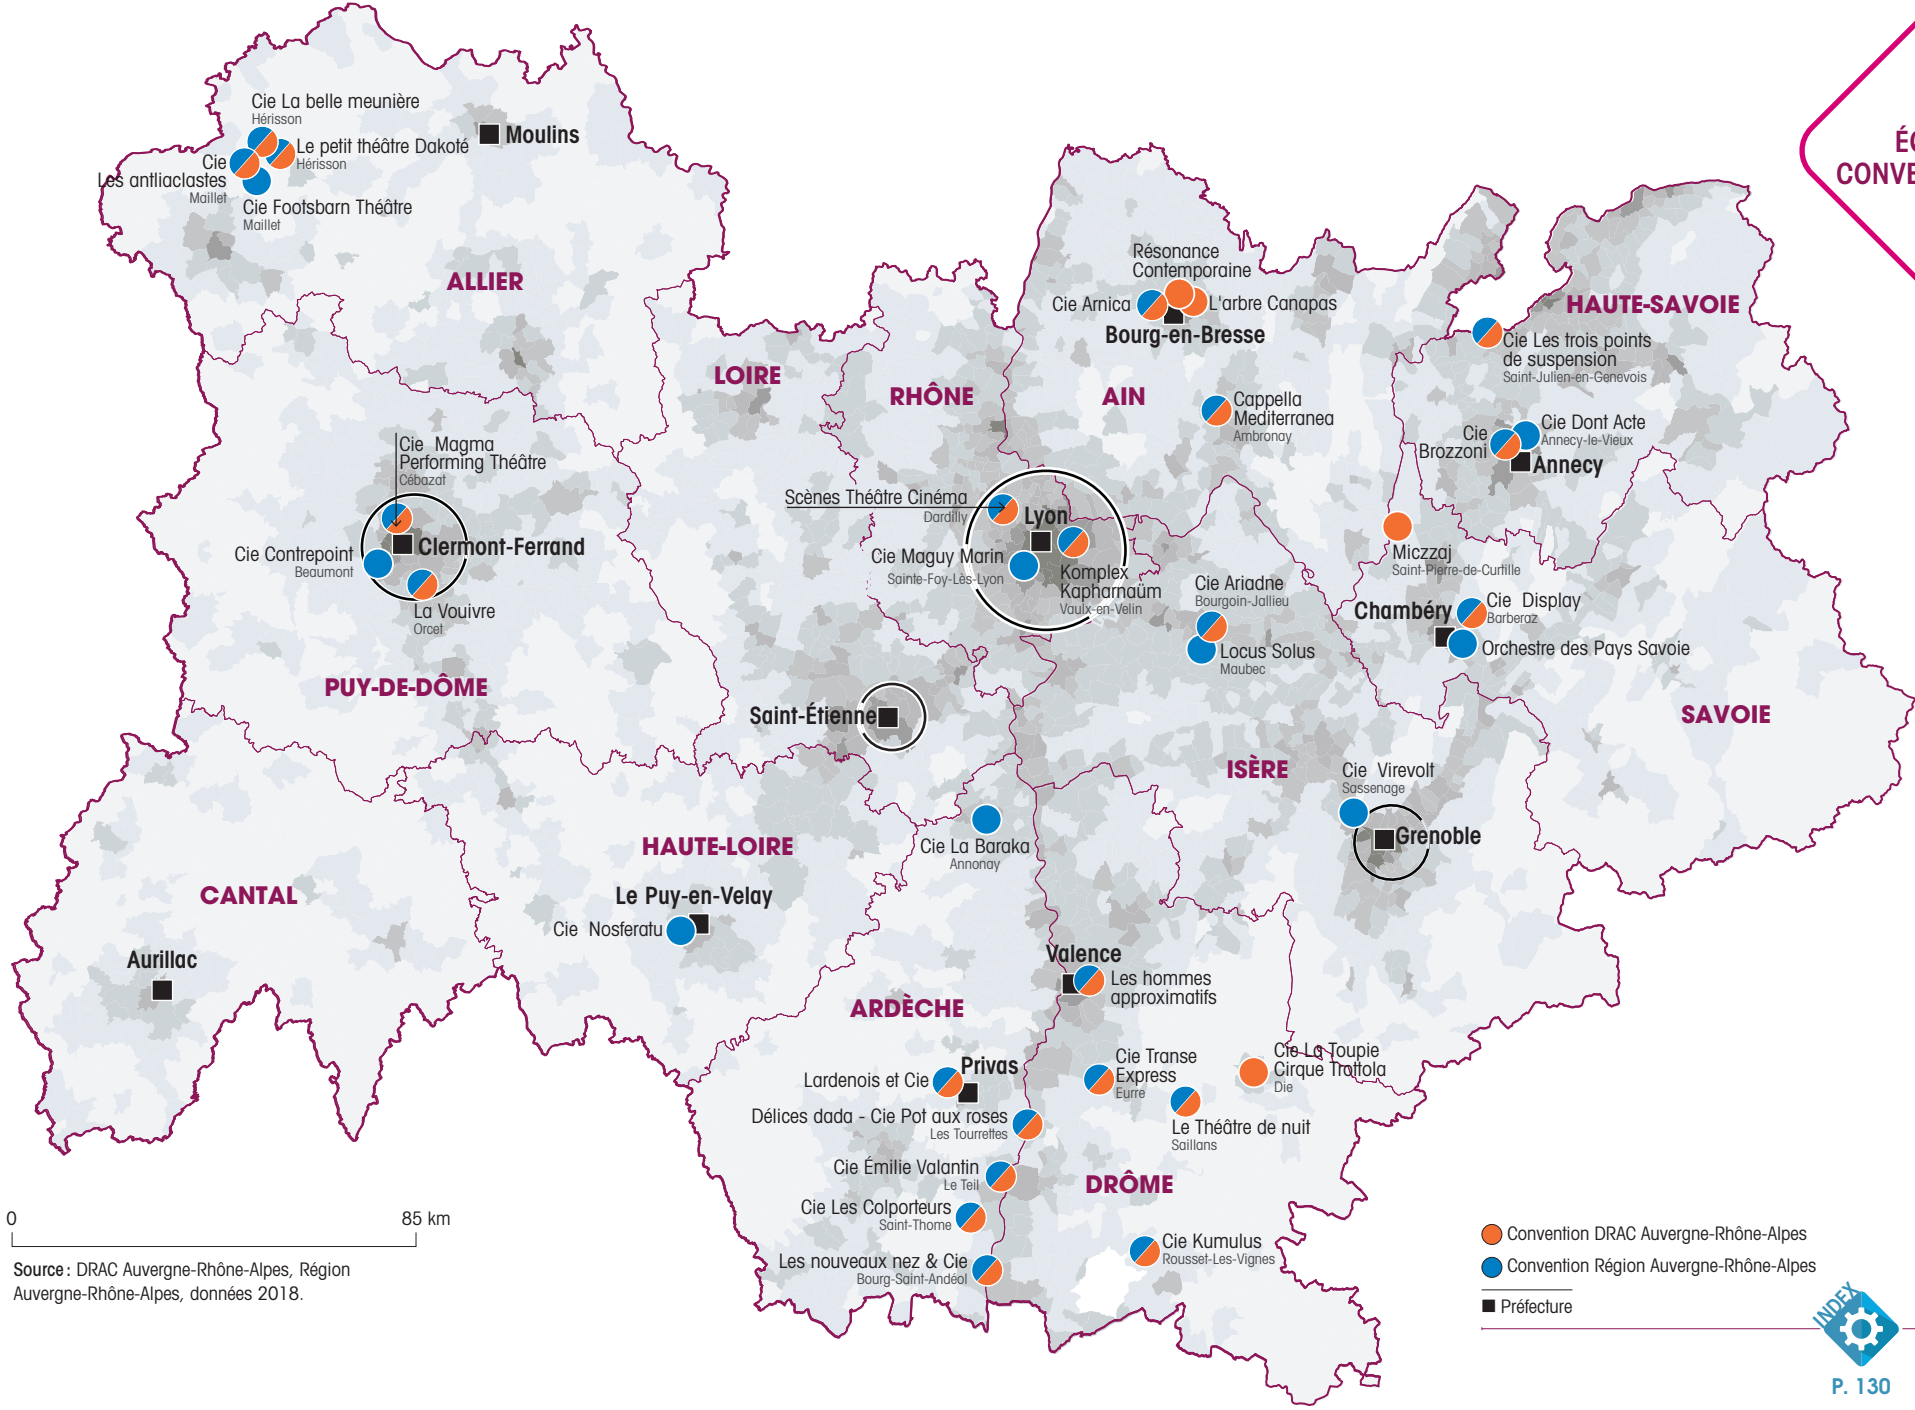 ÉQ
CONVE
Cie La belle meunière
Hérisson
Le petit théâtre Dakoté
Hérisson
Cie
Les antliaclastes
Maillet
Cie Footsbarn Théâtre
Maillet
Moulins
ALLIER
Résonance
Contemporaine
Cie Arnica
L'arbre Canapas
Bourg-en-Bresse
HAUTE-SAVOIE
Cie Les trois points
de suspension
Saint-Julien-en-Genevois
LOIRE
RHÔNE
AIN
Cappella
Mediterranea
Ambronay
Cie Dont Acte
Annecy-le-Vieux
Cie
Brozzoni
Annecy
Cie Magma
Performing Théâtre
Cébazat
Clermont-Ferrand
Cie Contrepoint
Beaumont
La Vouivre
Orcet
Scènes Théâtre Cinéma
Dardilly
Lyon
Cie Maguy Marin
Sainte-Foy-Lès-Lyon
Komplex
Kapharnaüm
Vaulx-en-Velin
Miczzaj
Saint-Pierre-de-Curtille
Cie Ariadne
Bourgoin-Jallieu
Locus Solus
Maubec
Chambéry
Cie Display
Barberaz
Orchestre des Pays Savoie
PUY-DE-DÔME
Saint-Étienne
SAVOIE
ISÈRE
Cie Virevolt
Sassenage
Grenoble
HAUTE-LOIRE
Cie La Baraka
Annonay
CANTAL
Le Puy-en-Velay
Cie Nosferatu
Aurillac
Valence
Les hommes
approximatifs
ARDÈCHE
Privas
Lardenois et Cie
Cie Transe
Express
Eurre
Cie La Toupie
Cirque Trottola
Die
Délices dada - Cie Pot aux roses
Les Tourrettes
Le Théâtre de nuit
Saillans
Cie Émilie Valantin
Le Teil
DRÔME
Cie Les Colporteurs
Saint-Thome
Cie Kumulus
Rousset-Les-Vignes
Les nouveaux nez & Cie
Bourg-Saint-Andéol
0 85 km
Source : DRAC Auvergne-Rhône-Alpes, Région
Auvergne-Rhône-Alpes, données 2018.
Convention DRAC Auvergne-Rhône-Alpes
Convention Région Auvergne-Rhône-Alpes
Préfecture
INDEX
P. 130